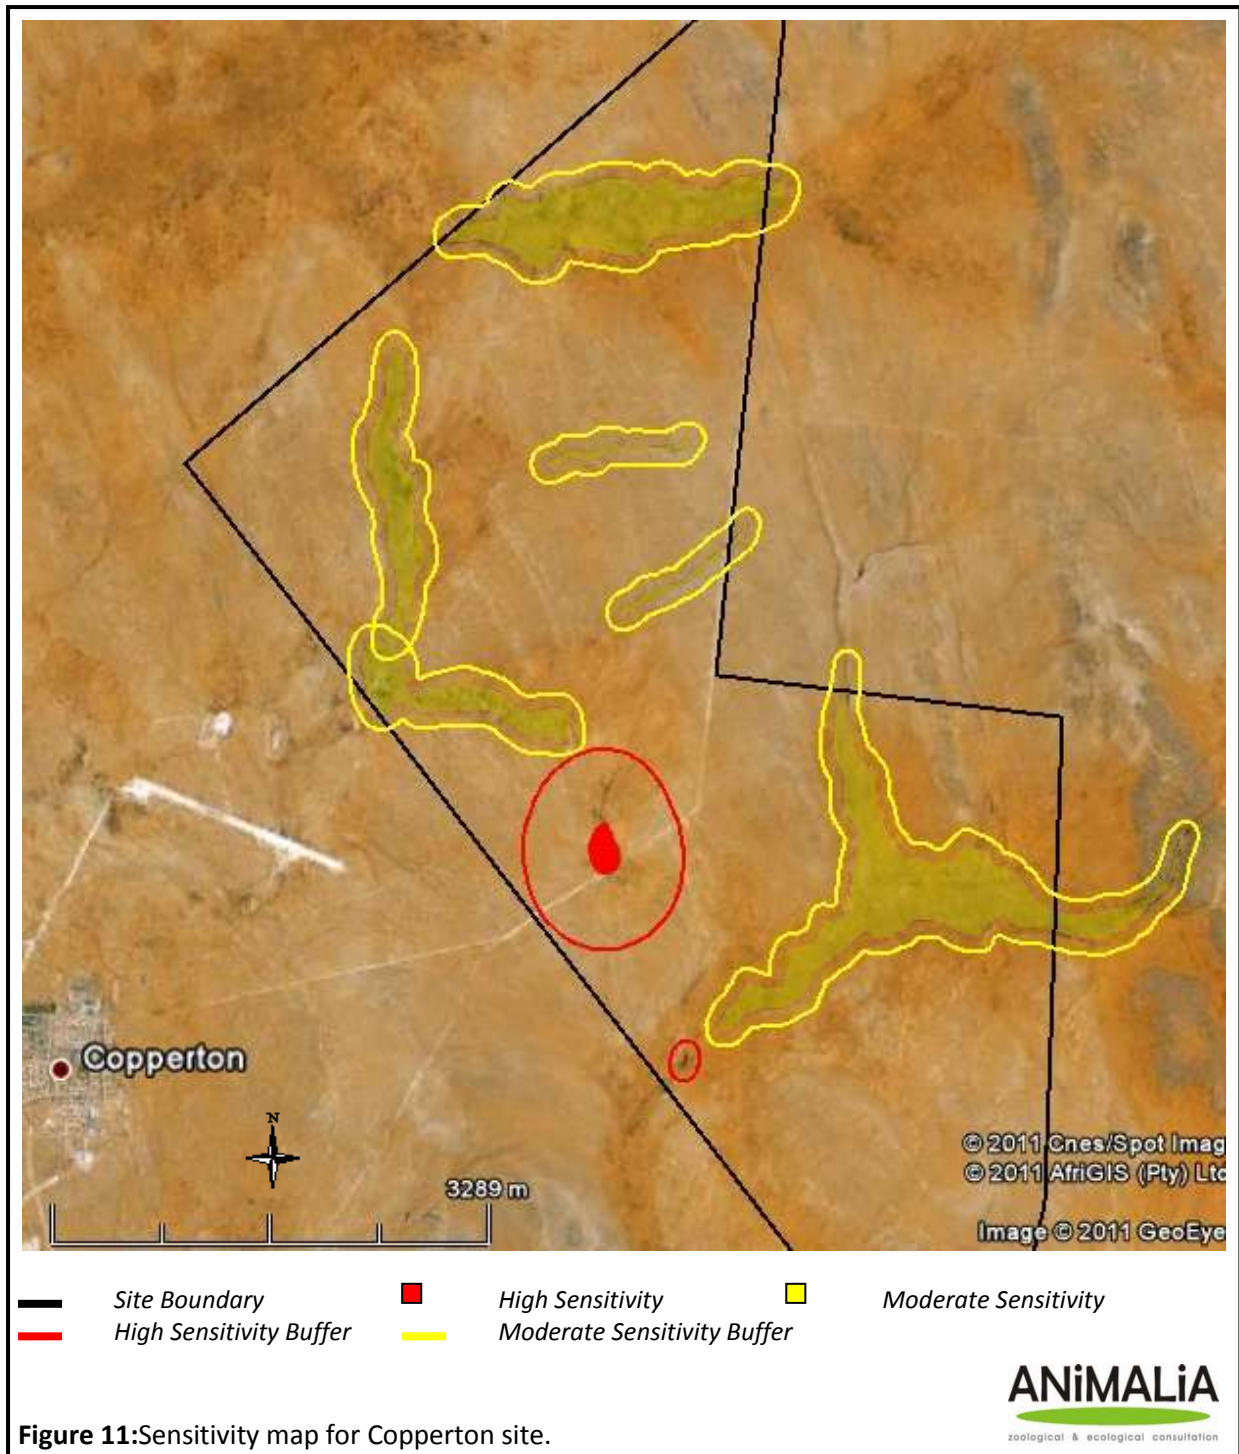 Copperton
N
3289 m
© 2011 Cnes/Spot Imag
© 2011 AfriGIS (Pty) Ltd
Image © 2011 GeoEye
Site Boundary
High Sensitivity
Moderate Sensitivity
High Sensitivity Buffer
Moderate Sensitivity Buffer
ANiMALiA
zoological & ecological consultation
Figure 11:Sensitivity map for Copperton site.